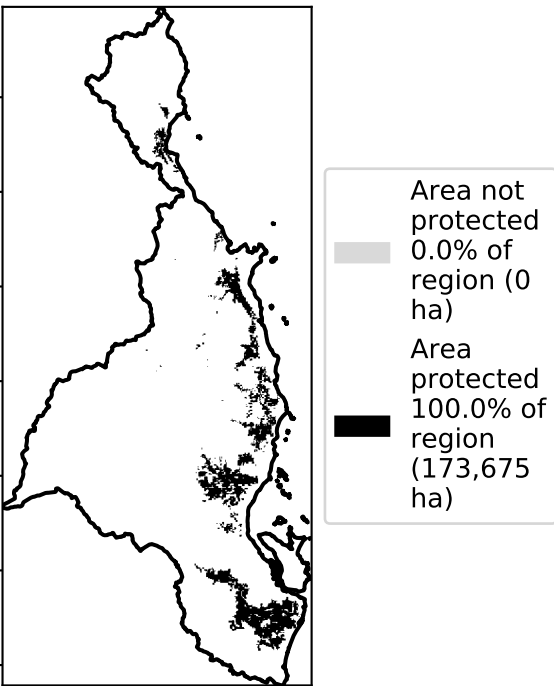 Area not
protected
0.0% of
region (0
ha)
Area
protected
100.0% of
region
(173,675
ha)